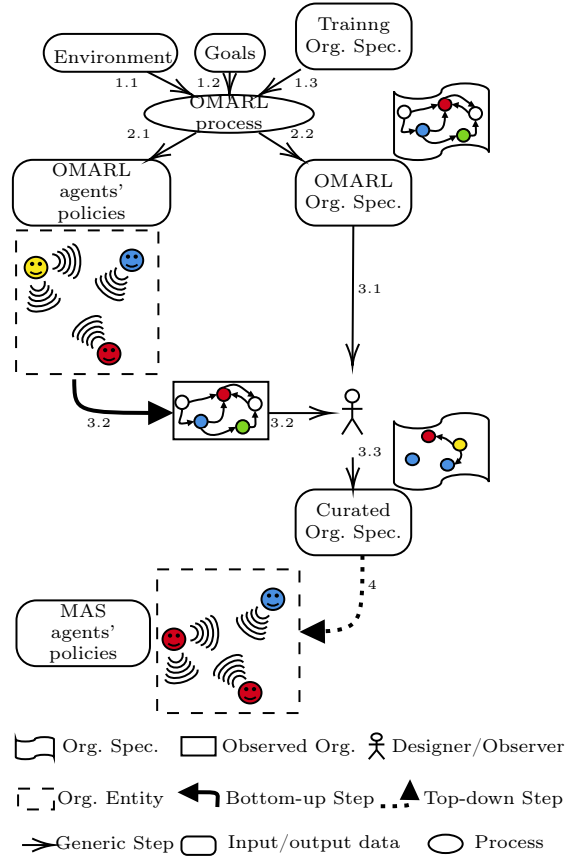 Trainng
Org. Spec.
Environment
Goals
1.1
1.2
1.3
OMARL
process
2.1
2.2
OMARL
agents'
policies
OMARL
Org. Spec.
3.1
3.2
3.2
3.3
Curated
Org. Spec.
4
MAS
agents'
policies
Org. Spec.
Observed Org.
Designer/Observer
Org. Entity
Bottom-up Step
Top-down Step
Generic Step
Input/output data
Process